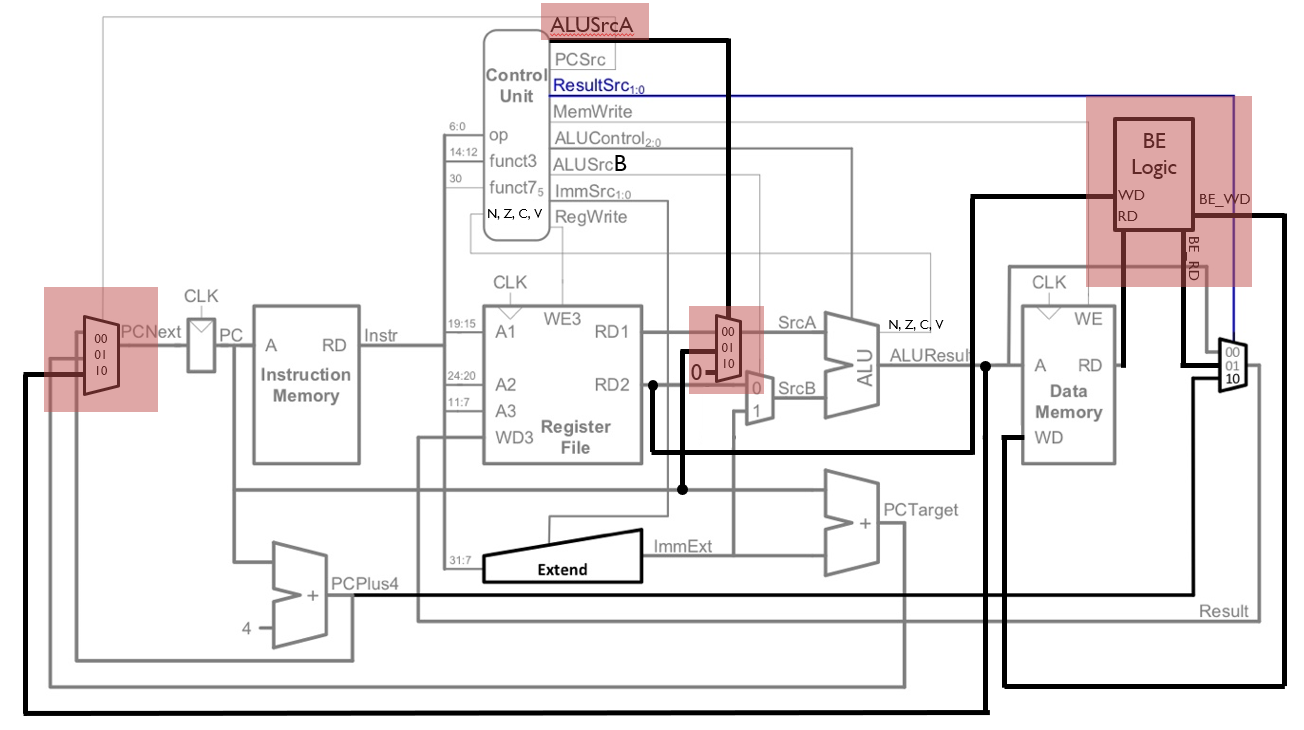 ALUSrcA
PCSrc
Control
Unit
ResultSrc1:0
MemWrite
ALUControl2:0
ALUSrcB
ImmSrc1:0
RegWrite
6:0
op
14:12
funct3
30
funct75
N, Z, C, V
BE
Logic
WD
RD
BE_WD
BE_RD
CLK
PCNext
PC
00
01
10
A
RD
Instruction
Memory
Instr
CLK
WE3
19:15
A1
RD1
24:20
A2
RD2
11:7
A3
WD3
Register
File
00
01
10
0
0
1
SrcA
SrcB
ALU
N, Z, C, V
ALUResult
CLK
WE
A
RD
Data
Memory
WD
00
01
10
31:7
Extend
ImmExt
+
PCTarget
+
4
PCPlus4
Result